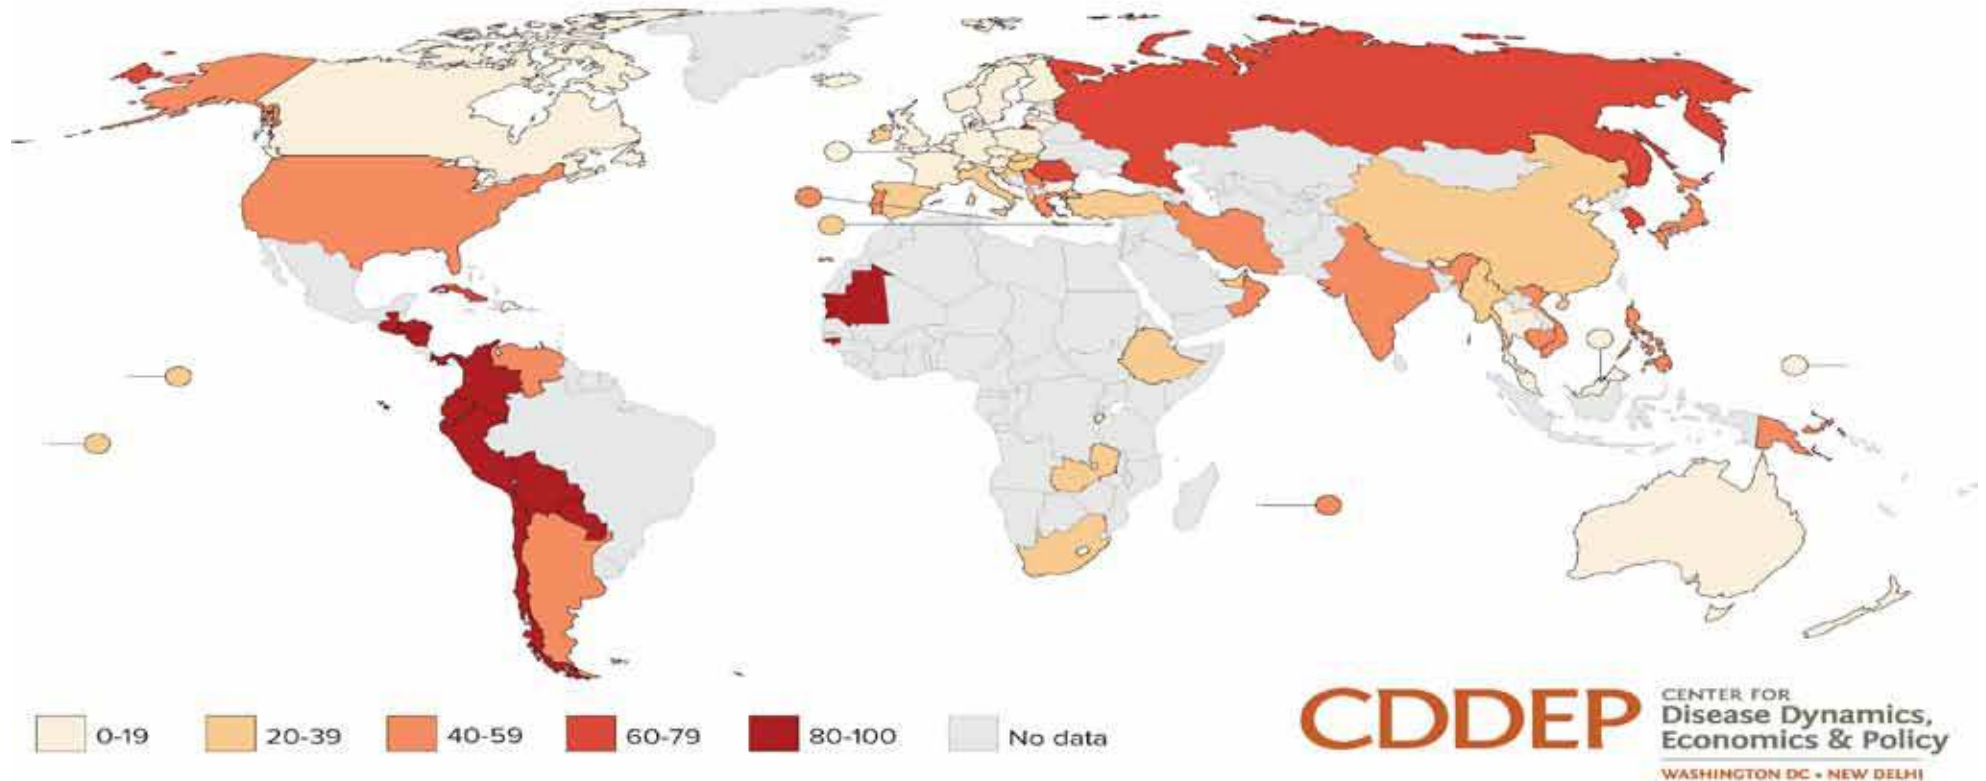 0-19
20-39
40-59
60-79
80-100
No data
CDDEP
CENTER FOR
Disease Dynamics,
Economics & Policy
WASHINGTON DC • NEW DELHI